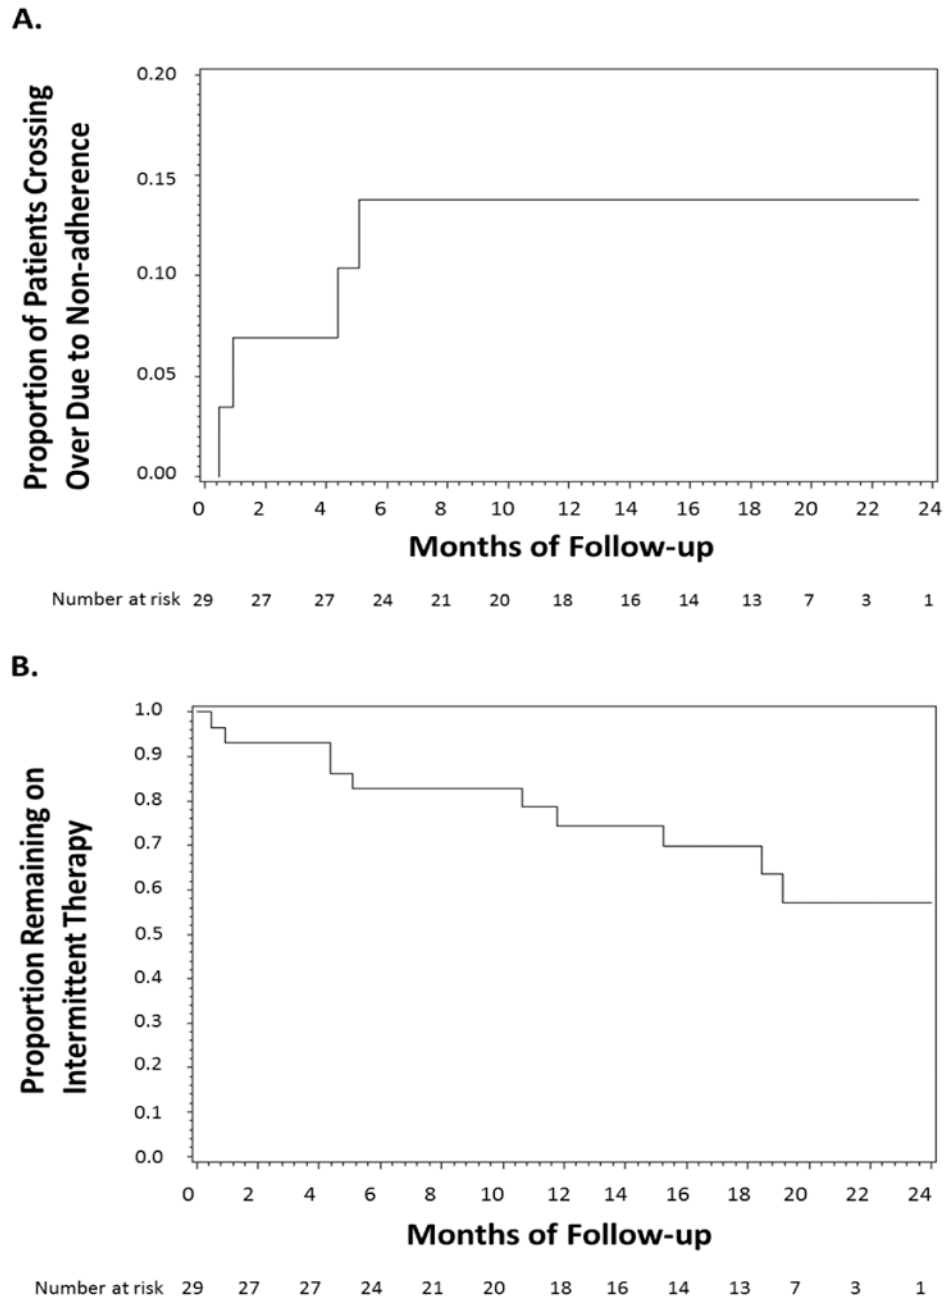 A.
Proportion of Patients Crossing
Over Due to Non-adherence
0.20
0.15
0.10
0.05
0.00
0 2 4 6 8 10 12 14 16 18 20 22 24
Months of Follow-up
Number at risk 29 27 27 24 21 20 18 16 14 13 7 3 1
B.
Proportion Remaining on
Intermittent Therapy
1.0
0.9
0.8
0.7
0.6
0.5
0.4
0.3
0.2
0.1
0.0
0 2 4 6 8 10 12 14 16 18 20 22 24
Months of Follow-up
Number at risk 29 27 27 24 21 20 18 16 14 13 7 3 1